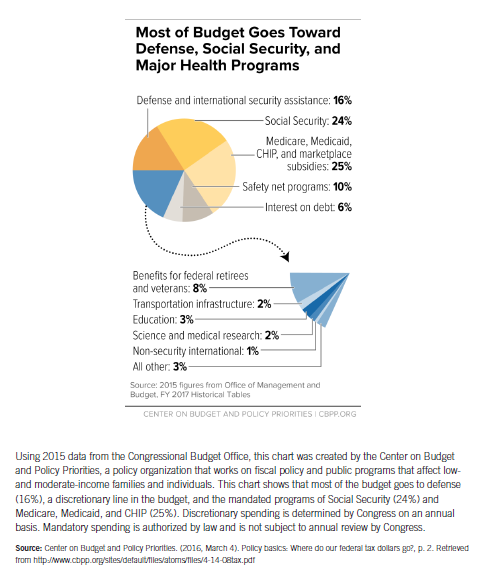 Most of Budget Goes Toward
Defense, Social Security, and
Major Health Programs
Defense and international security assistance: 16%
Social Security: 24%
Medicare, Medicaid,
CHIP, and marketplace
subsidies: 25%
Safety net programs: 10%
Interest on debt: 6%
Benefits for federal retirees
and veterans: 8%
Transportation infrastructure: 2%
Education: 3%
Science and medical research: 2%
Non-security international: 1%
All other: 3%
Source: 2015 figures from Office of Management and
Budget, FY 2017 Historical Tables
CENTER ON BUDGET AND POLICY PRIORITIES | CBPP.ORG
Using 2015 data from the Congressional Budget Office, this chart was created by the Center on Budget
and Policy Priorities, a policy organization that works on fiscal policy and public programs that affect low-
and moderate-income families and individuals. This chart shows that most of the budget goes to defense
(16%), a discretionary line in the budget, and the mandated programs of Social Security (24%) and
Medicare, Medicaid, and CHIP (25%). Discretionary spending is determined by Congress on an annual
basis. Mandatory spending is authorized by law and is not subject to annual review by Congress.
Source: Center on Budget and Policy Priorities. (2016, March 4). Policy basics: Where do our federal tax dollars go?, p. 2. Retrieved
from http://www.cbpp.org/sites/default/files/atoms/files/4-14-08tax.pdf